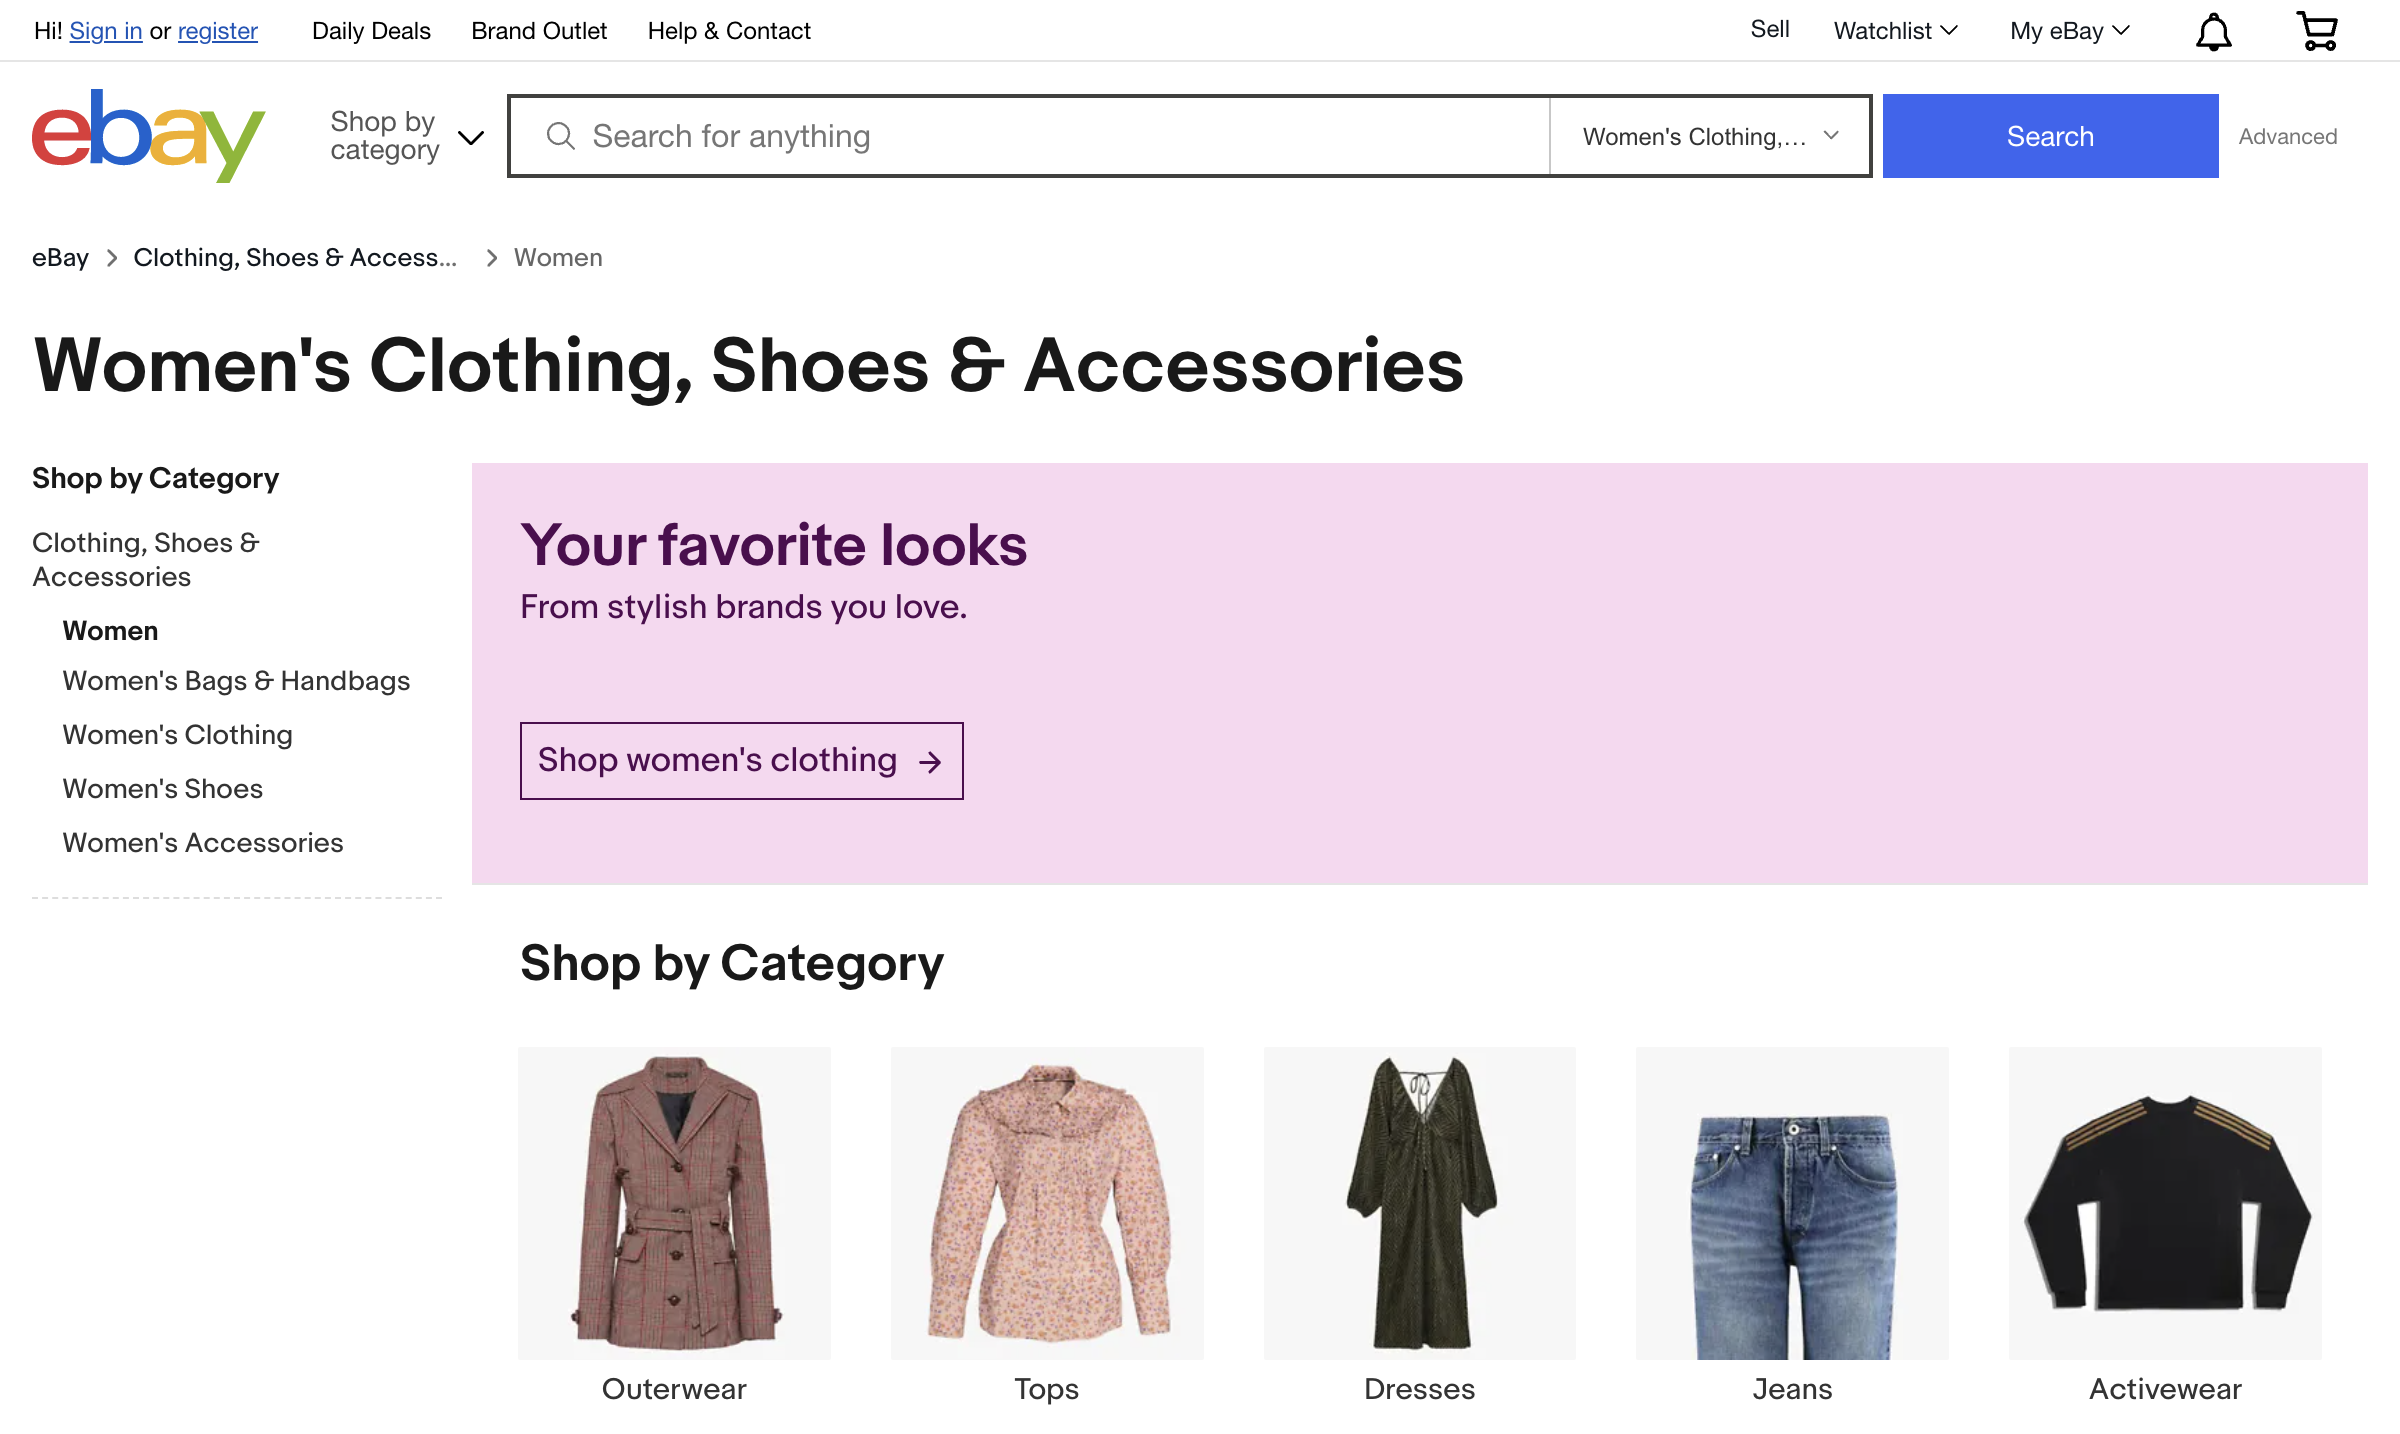 Hi! Sign in or register Daily Deals Brand Outlet Help & Contact Sell Watchlist My eBay
ebay
Shop by
category
Search for anything
Women's Clothing,...
Search
Advanced
eBay Clothing, Shoes & Access... Women
Women's Clothing, Shoes & Accessories
Shop by Category
Clothing, Shoes &
Accessories
Women
Women's Bags & Handbags
Women's Clothing
Women's Shoes
Women's Accessories
Your favorite looks
From stylish brands you love.
Shop women's clothing
Shop by Category
Outerwear
Tops
Dresses
Jeans
Activewear